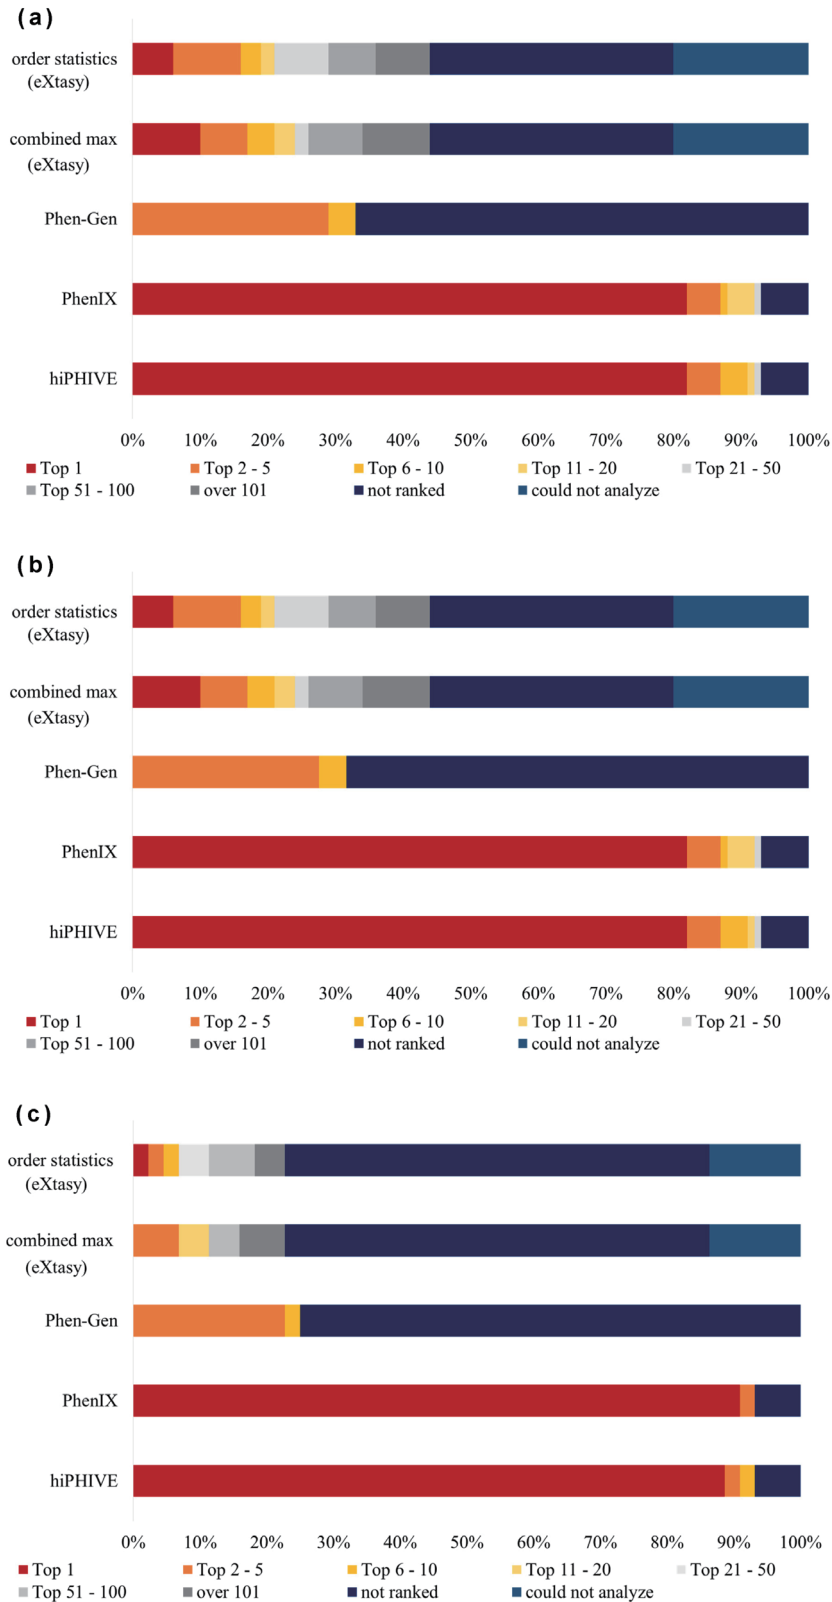 (a)
order statistics
(eXtasy)
combined max
(eXtasy)
Phen-Gen
PhenIX
hiPHIVE
0% 10% 20% 30% 40% 50% 60% 70% 80% 90% 100%
Top 1 Top 2 - 5 Top 6 - 10 Top 11 - 20 Top 21 - 50
Top 51 - 100 over 101 not ranked could not analyze
(b)
order statistics
(eXtasy)
combined max
(eXtasy)
Phen-Gen
PhenIX
hiPHIVE
0% 10% 20% 30% 40% 50% 60% 70% 80% 90% 100%
Top 1 Top 2 - 5 Top 6 - 10 Top 11 - 20 Top 21 - 50
Top 51 - 100 over 101 not ranked could not analyze
(c)
order statistics
(eXtasy)
combined max
(eXtasy)
Phen-Gen
PhenIX
hiPHIVE
0% 10% 20% 30% 40% 50% 60% 70% 80% 90% 100%
Top 1 Top 2 - 5 Top 6 - 10 Top 11 - 20 Top 21 - 50
Top 51 - 100 over 101 not ranked could not analyze